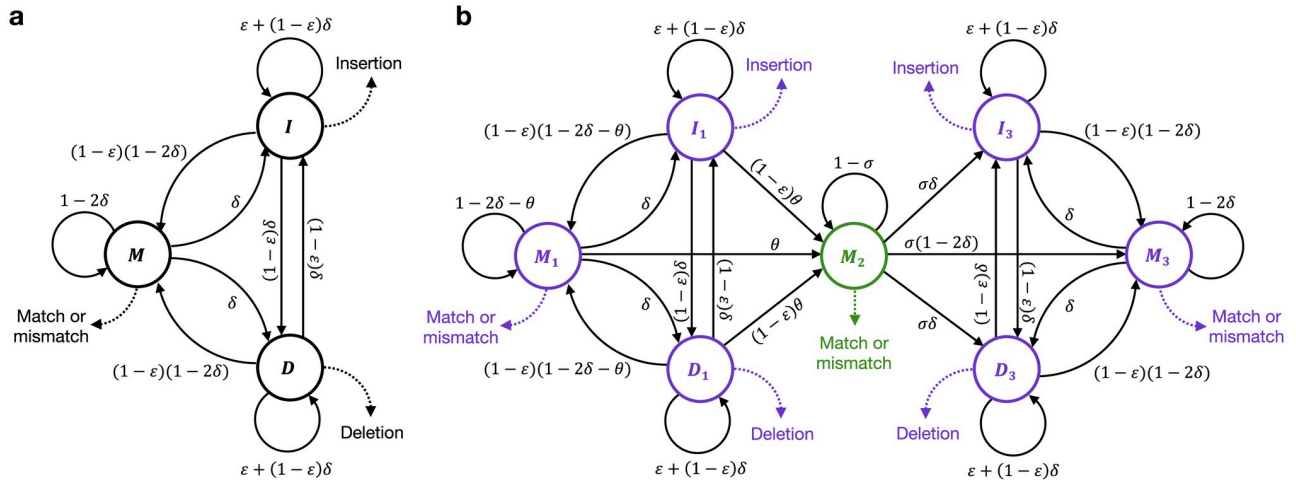 a
ε + (1 − ε)δ
Insertion
I
(1 − ε)(1 − 2δ)
δ
1 − 2δ
M
(1 − ε)δ
(1 − ε)δ
Match or
mismatch
δ
(1 − ε)(1 − 2δ)
D
Deletion
ε + (1 − ε)δ
b
ε + (1 − ε)δ
Insertion
I₁
(1 − ε)(1 − 2δ − θ)
(1 − ε)θ
δ
1 − 2δ − θ
M₁
θ
(1 − ε)δ
(1 − ε)δ
Match or
mismatch
δ
(1 − ε)θ
(1 − ε)(1 − 2δ − θ)
D₁
Deletion
ε + (1 − ε)δ
1 − σ
M₂
Match or
mismatch
σδ
σ(1 − 2δ)
σδ
ε + (1 − ε)δ
Insertion
I₃
(1 − ε)(1 − 2δ)
δ
1 − 2δ
M₃
(1 − ε)δ
(1 − ε)δ
δ
Match or
mismatch
D₃
(1 − ε)(1 − 2δ)
Deletion
ε + (1 − ε)δ